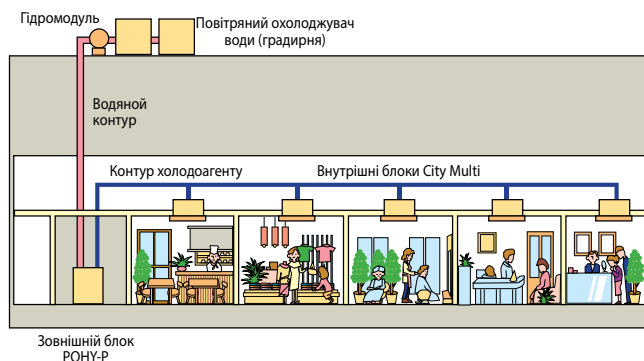 Гідромодуль
Повітряний охолоджувач
води (градирня)
Водяной
контур
Контур холодоагенту
Внутрішні блоки City Multi
Зовнішній блок
PQHY-P